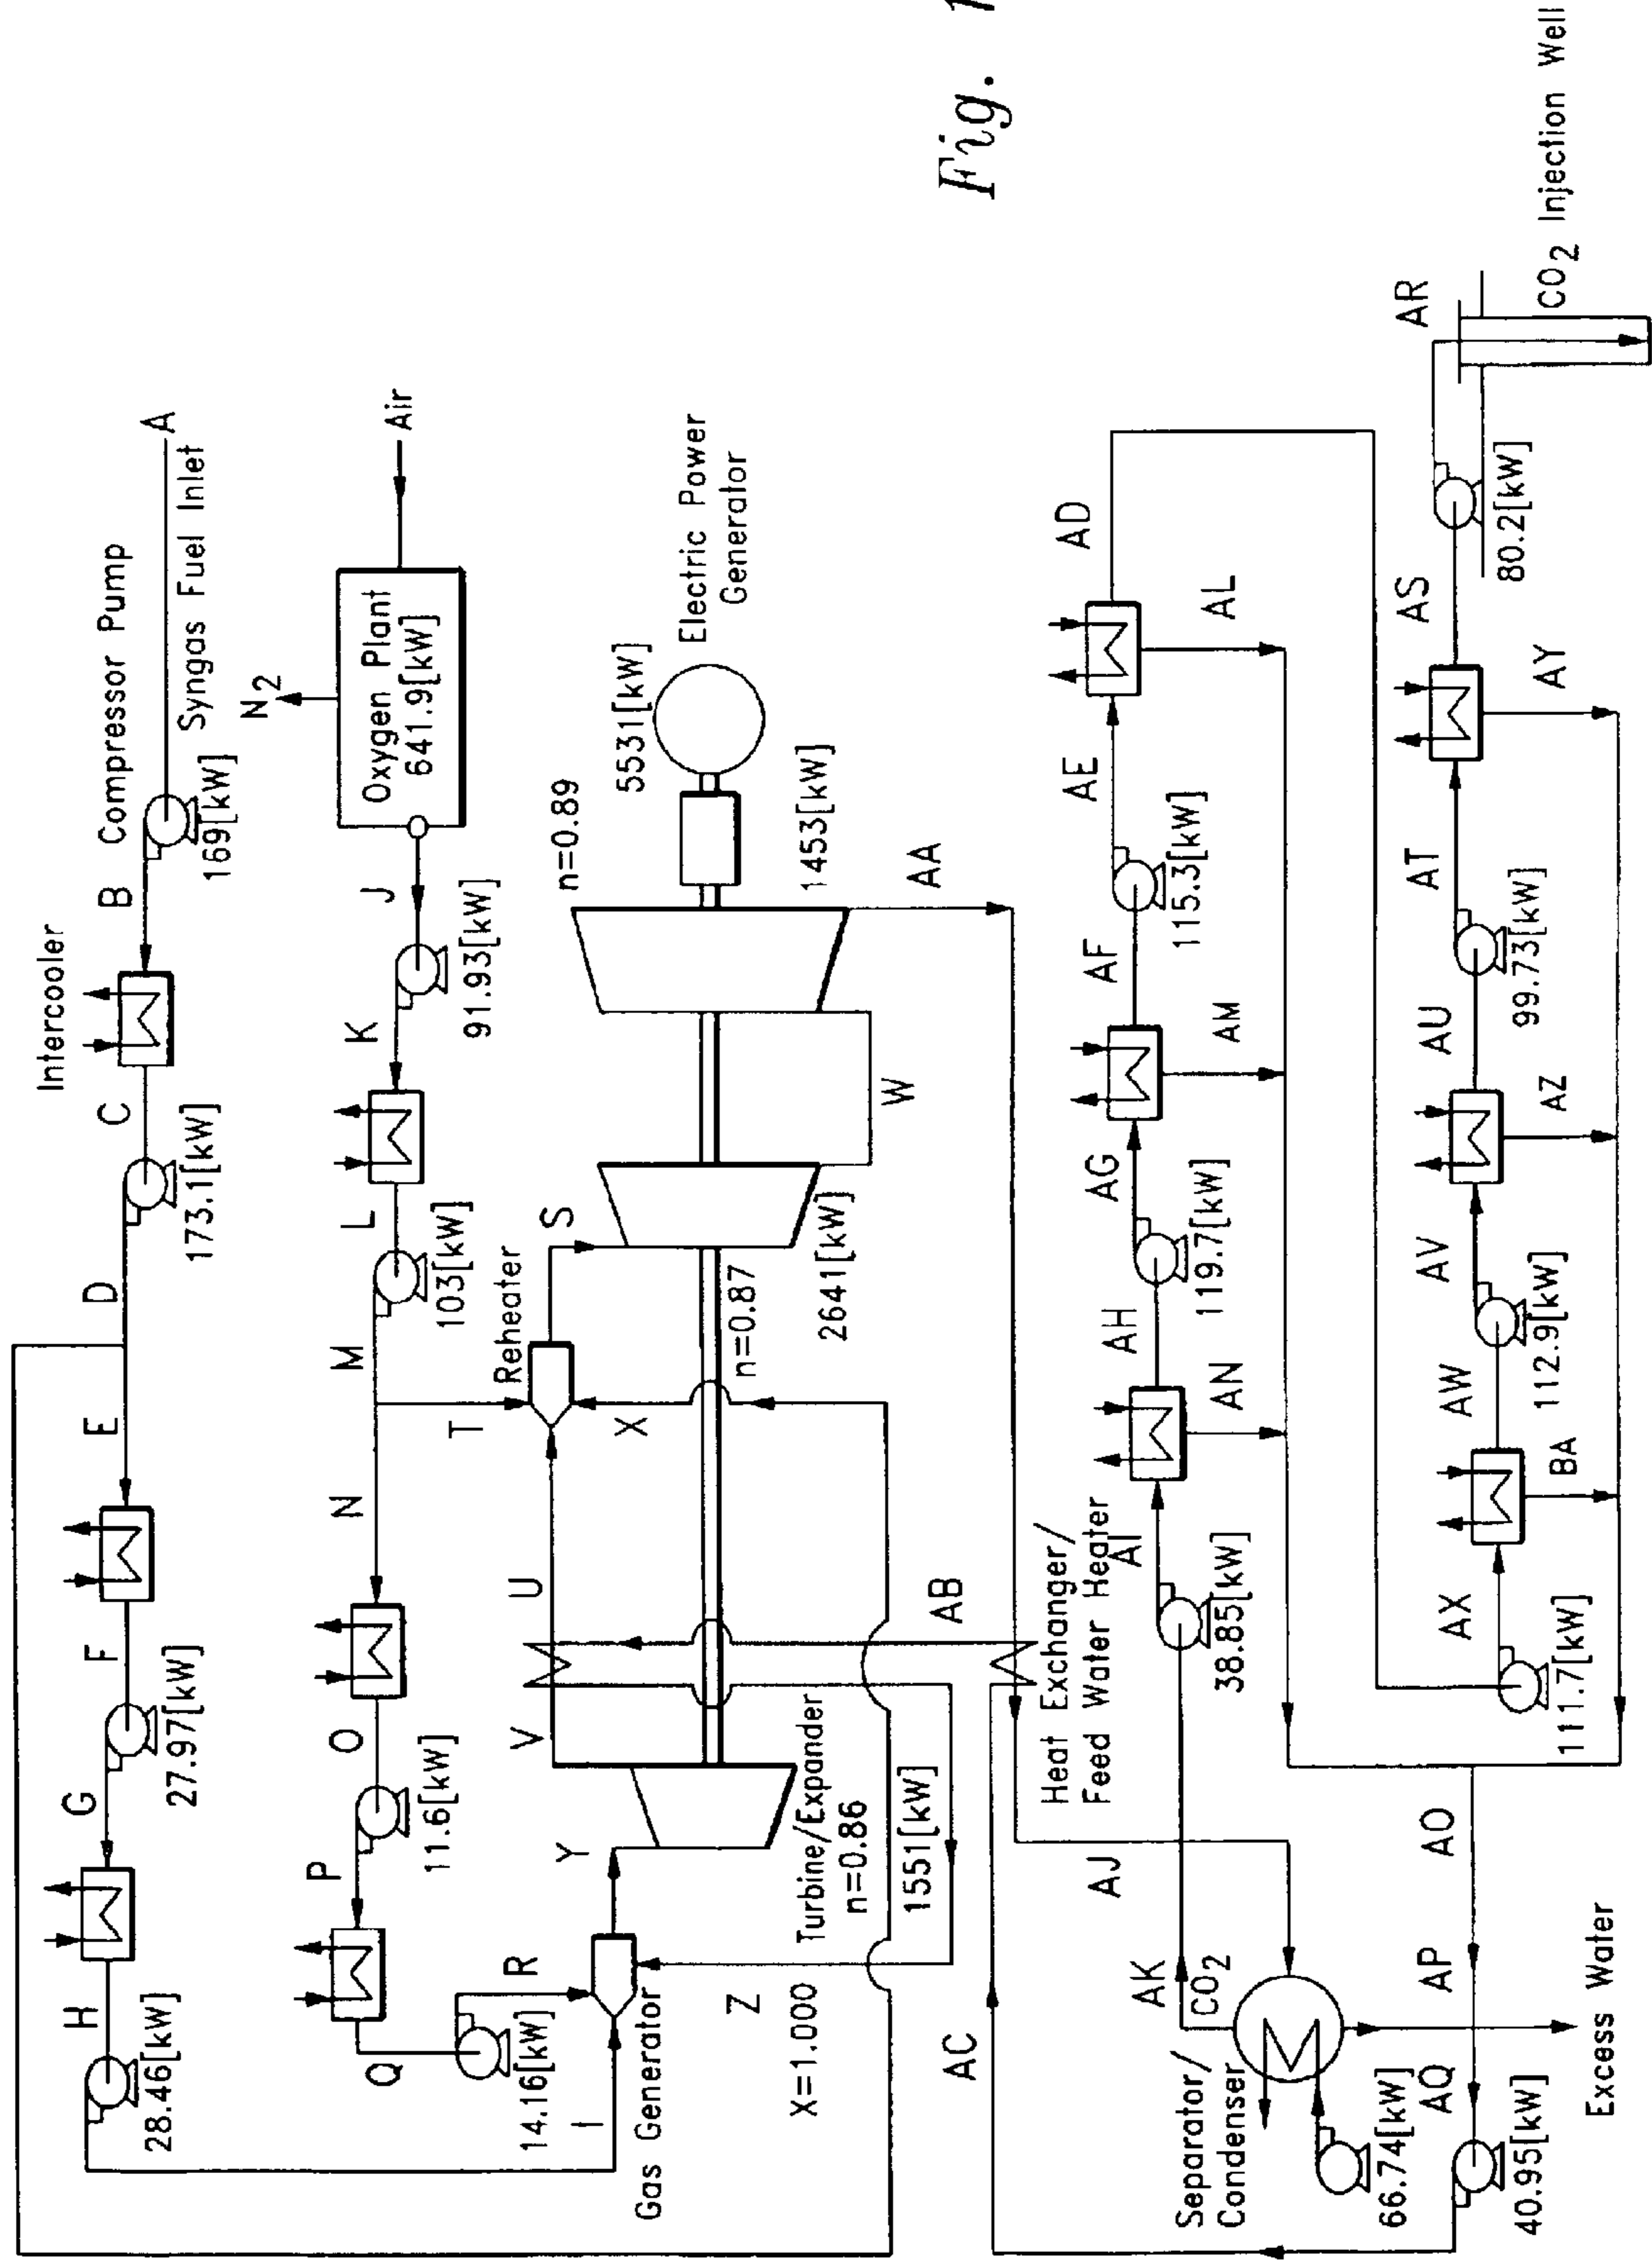 Compressor Pump
Intercooler
A
Syngas Fuel Inlet
169[kW]
B
C
173.1[kW]
D
E
F
27.97[kW]
G
H
28.46[kW]
I
Air
N2
Oxygen Plant
641.9[kW]
J
91.93[kW]
K
L
103[kW]
M
N
O
11.6[kW]
P
Q
14.16[kW]
R
Gas Generator
Reheater
S
T
U
V
W
X
Y
Z
X=1.000
Turbine/Expander
n=0.86
1551[kW]
n=0.87
2641[kW]
n=0.89
1453[kW]
5531[kW]
Electric Power
Generator
AA
AB
AC
Heat Exchanger/
Feed Water Heater
AJ
Separator/
Condenser
AK
CO2
66.74[kW]
38.85[kW]
AI
AN
AH
119.7[kW]
AG
AM
AF
115.3[kW]
AE
AL
AD
111.7[kW]
AX
BA
AW
112.9[kW]
AV
AZ
AU
99.73[kW]
AT
AY
AS
80.2[kW]
AR
CO2 Injection Well
AO
AP
AQ
40.95[kW]
Excess Water
Fig. 1